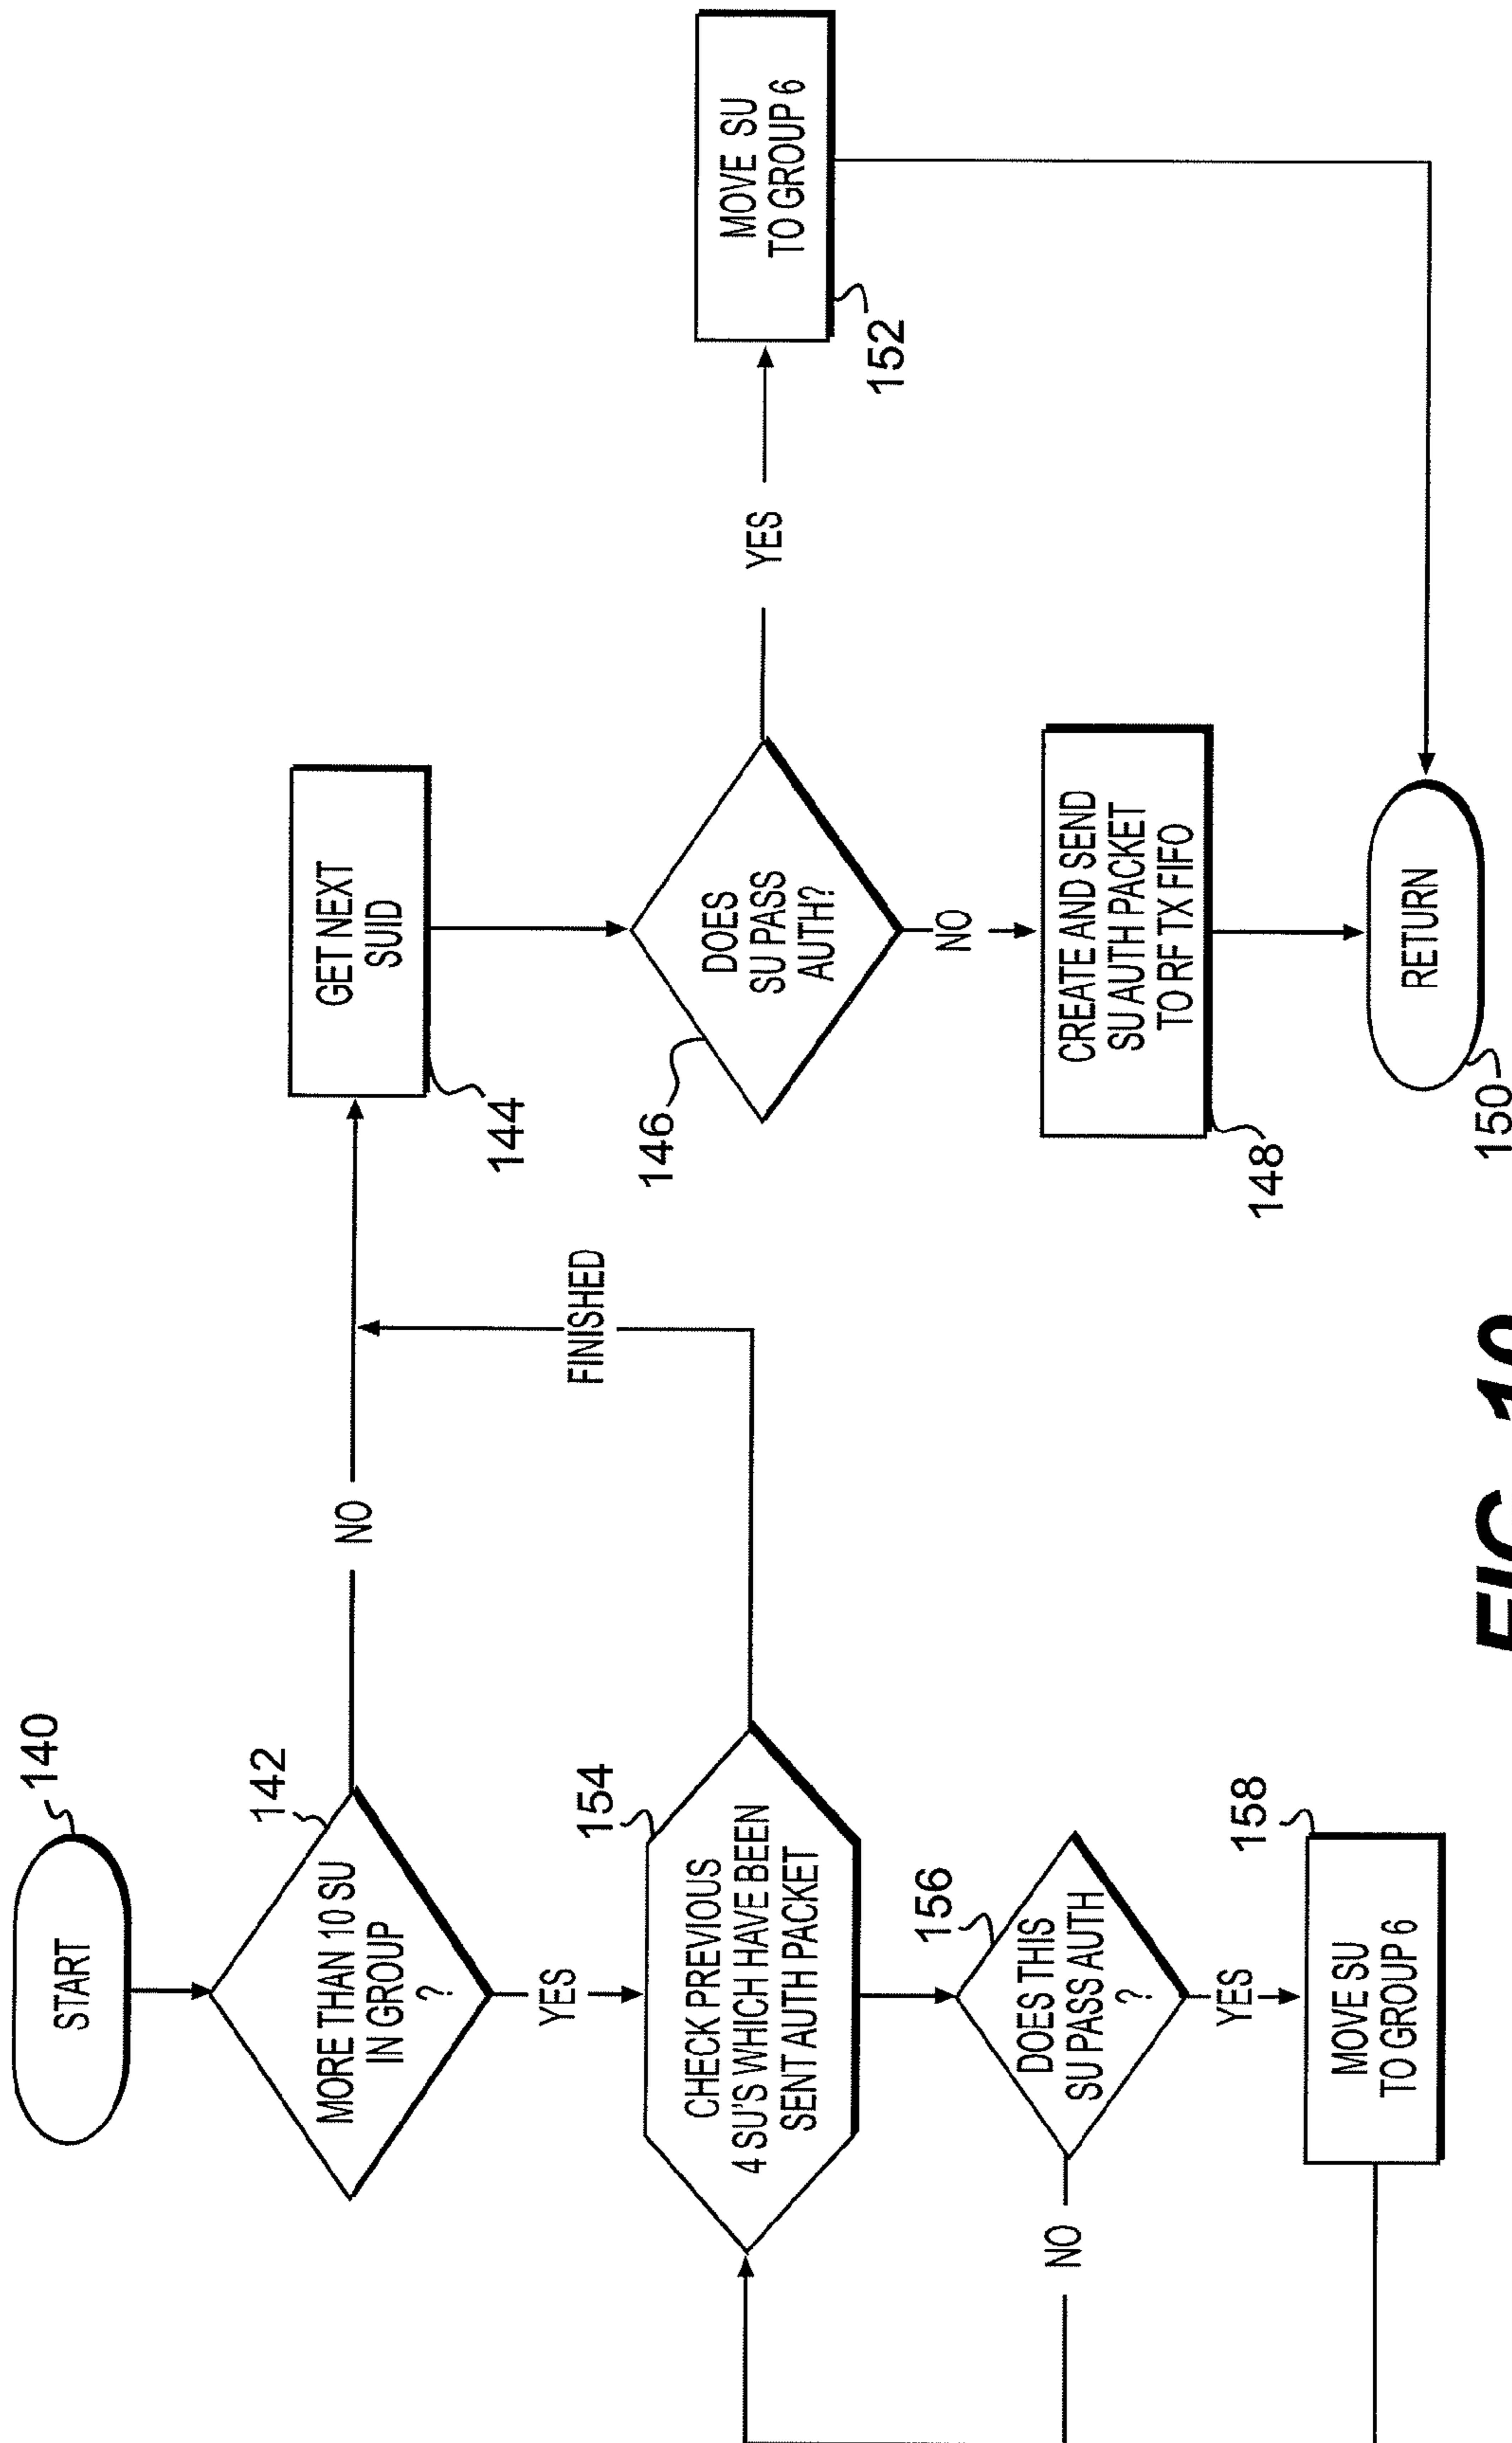 START
140
MORE THAN 10 SU
IN GROUP
?
142
NO
YES
GET NEXT
SUID
144
CHECK PREVIOUS
4 SU'S WHICH HAVE BEEN
SENT AUTH PACKET
154
FINISHED
DOES
SU PASS
AUTH?
146
YES
MOVE SU
TO GROUP 6
152
NO
DOES THIS
SU PASS AUTH
?
156
NO
YES
CREATE AND SEND
SU AUTH PACKET
TO RF TX FIFO
148
MOVE SU
TO GROUP 6
158
RETURN
150
FIG. 10